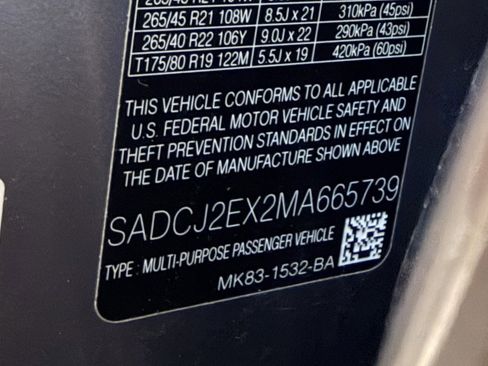 265/45 R21 108W 8.5J x 21 310kPa (45psi)
265/40 R22 106Y 9.0J x 22 290kPa (43psi)
T175/80 R19 122M 5.5J x 19 420kPa (60psi)
THIS VEHICLE CONFORMS TO ALL APPLICABLE
U.S. FEDERAL MOTOR VEHICLE SAFETY AND
THEFT PREVENTION STANDARDS IN EFFECT ON
THE DATE OF MANUFACTURE SHOWN ABOVE
SADCJ2EX2MA665739
TYPE : MULTI-PURPOSE PASSENGER VEHICLE
MK83-1532-BA